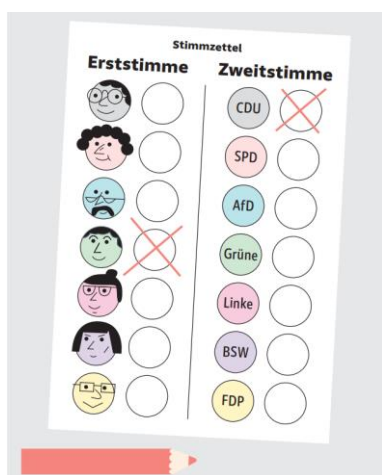 Stimmzettel
Erststimme
Zweitstimme
CDU
SPD
AfD
Grüne
Linke
BSW
FDP